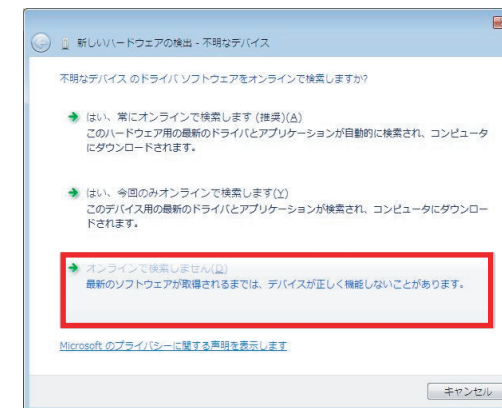 新しいハードウェアの検出 - 不明なデバイス
不明なデバイス のドライバ ソフトウェアをオンラインで検索しますか?
はい、常にオンラインで検索します (推奨)(A)
このハードウェア用の最新のドライバとアプリケーションが自動的に検索され、コンピュータ
にダウンロードされます。
はい、今回のみオンラインで検索します(Y)
このデバイス用の最新のドライバとアプリケーションが検索され、コンピュータにダウンロー
ドされます。
オンラインで検索しません(D)
最新のソフトウェアが取得されるまでは、デバイスが正しく機能しないことがあります。
Microsoft のプライバシーに関する声明を表示します
キャンセル